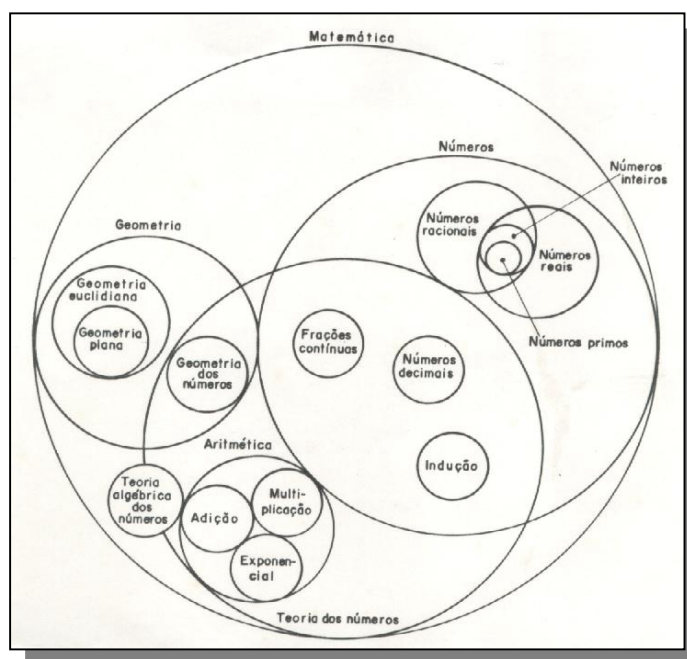 Matemática
Números
Números
inteiros
Números
racionais
Números
reais
Números primos
Geometria
Geometria
euclidiana
Geometria
plana
Geometria
dos
números
Frações
contínuas
Números
decimais
Indução
Aritmética
Teoria
algébrica
dos
números
Adição
Multi-
plicação
Exponen-
cial
Teoria dos números